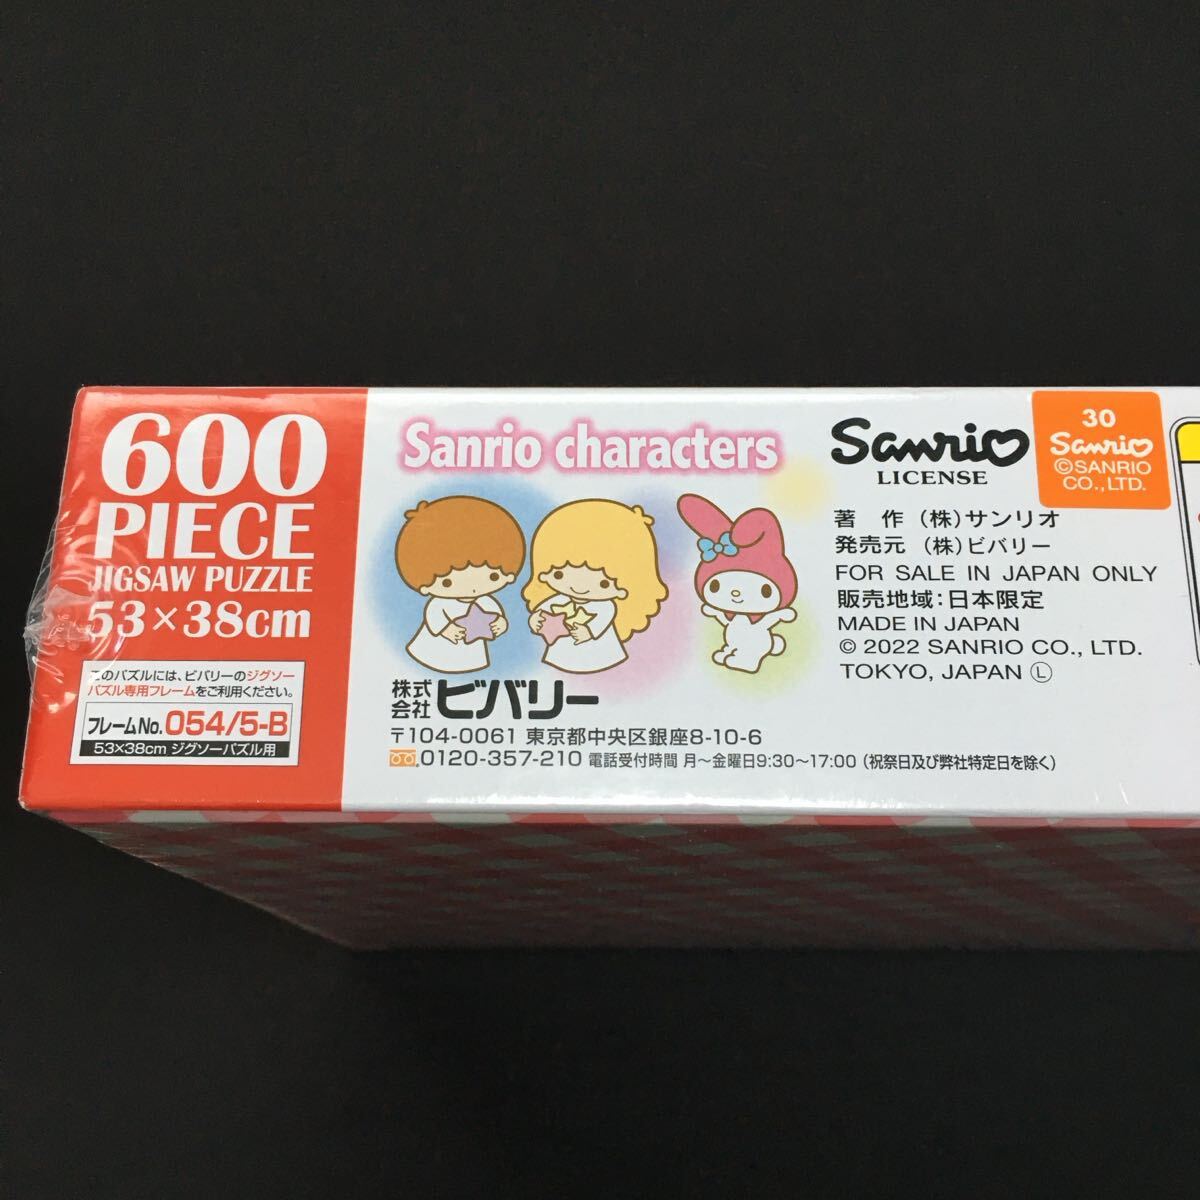 600
PIECE
JIGSAW PUZZLE
53×38cm
このパズルには、ビバリーのジグソー
パズル専用フレームをご利用ください。
フレームNo.054/5-B
53×38cm ジグソーパズル用
Sanrio characters
株式会社ビバリー
〒104-0061 東京都中央区銀座8-10-6
0120-357-210 電話受付時間 月〜金曜日9:30〜17:00 (祝祭日及び弊社特定日を除く)
Sanrio
LICENSE
30
Sanrio
©SANRIO
CO.,LTD.
著 作 (株)サンリオ
発売元 (株)ビバリー
FOR SALE IN JAPAN ONLY
販売地域:日本限定
MADE IN JAPAN
© 2022 SANRIO CO., LTD.
TOKYO, JAPAN Ⓛ